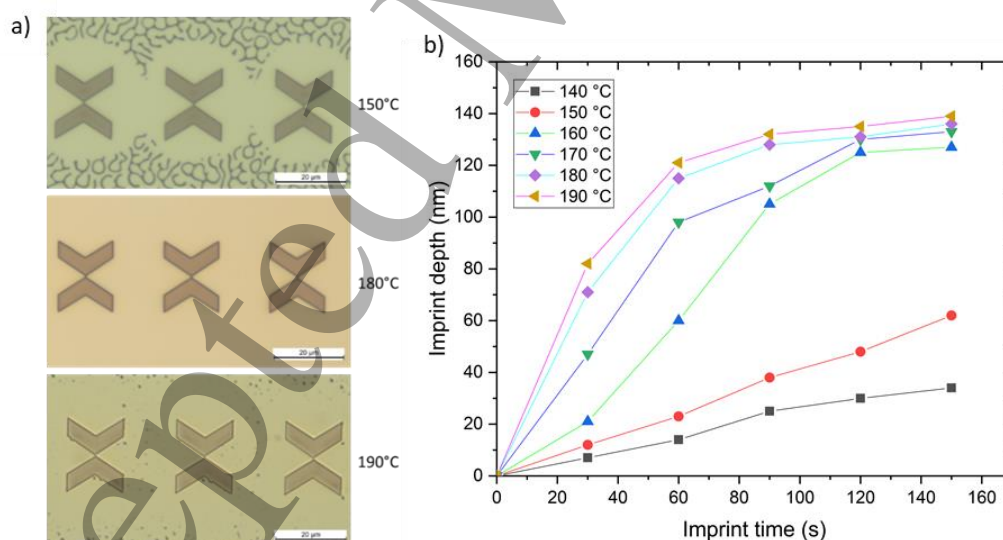 a)
150°C
20 µm
180°C
20 µm
190°C
20 µm
b)
160
140
120
100
80
60
40
20
0
Imprint depth (nm)
140 °C
150 °C
160 °C
170 °C
180 °C
190 °C
0 20 40 60 80 100 120 140 160
Imprint time (s)